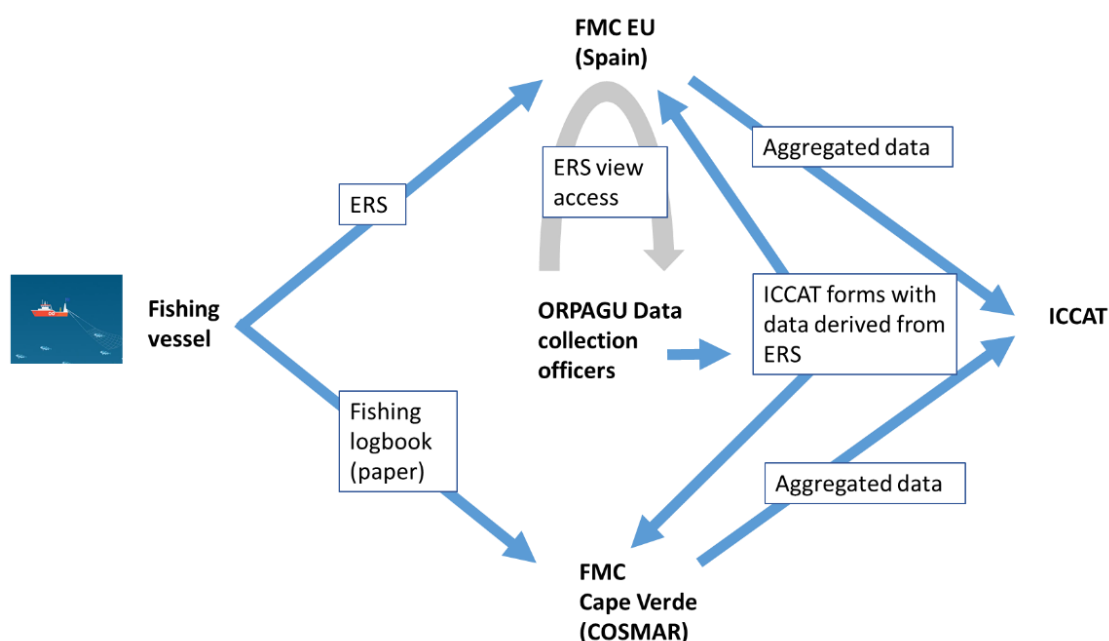 FMC EU
(Spain)
Aggregated data
ERS view
access
ERS
Fishing
vessel
ORPAGU Data
collection
officers
ICCAT forms with
data derived from
ERS
ICCAT
Fishing
logbook
(paper)
Aggregated data
FMC
Cape Verde
(COSMAR)